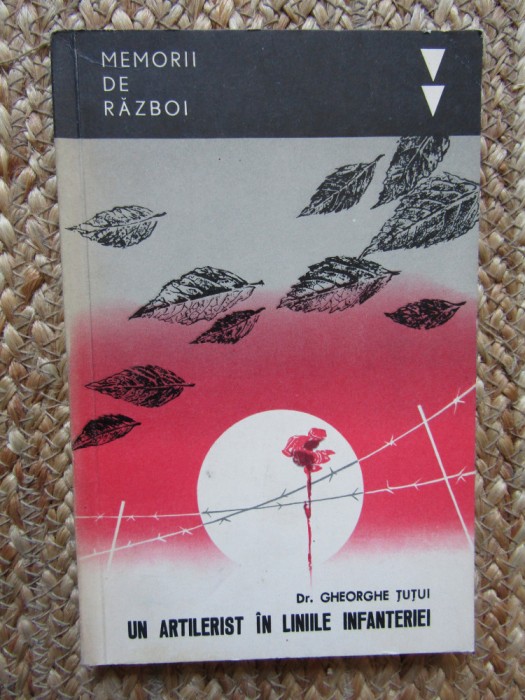 MEMORII
DE
RĂZBOI
Dr. GHEORGHE ȚUȚUI
UN ARTILERIST ÎN LINIILE INFANTERIEI